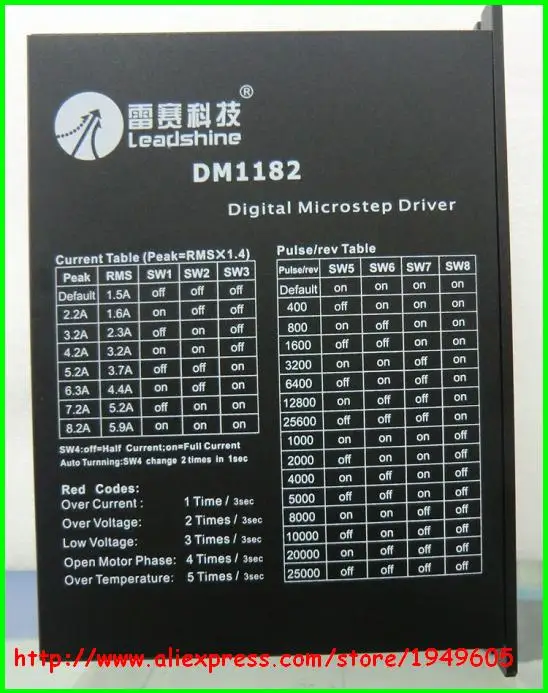 雷赛科技®
Leadshine
DM1182
Digital Microstep Driver
Current Table (Peak=RMSX1.4)
Peak RMS SW1 SW2 SW3
Default 1.5A off off off
2.2A 1.6A on off off
3.2A 2.3A off on off
4.2A 3.2A on on off
5.2A 3.7A off off on
6.3A 4.4A on off on
7.2A 5.2A off on on
8.2A 5.9A on on on
SW4:off=Half Current;on=Full Current
Auto Turnning:SW4 change 2 times in 1sec
Red Codes:
Over Current : 1 Time / 3sec
Over Voltage: 2 Times / 3sec
Low Voltage: 3 Times / 3sec
Open Motor Phase: 4 Times / 3sec
Over Temperature: 5 Times / 3sec
Pulse/rev Table
Pulse/rev SW5 SW6 SW7 SW8
Default on on on on
400 off on on on
800 on off on on
1600 off off on on
3200 on on off on
6400 off on off on
12800 on off off on
25600 off off off on
1000 on on on off
2000 off on on off
4000 on off on off
5000 off off on off
8000 on on off off
10000 off on off off
20000 on off off off
25000 off off off off
http://www.aliexpress.com/store/1949605